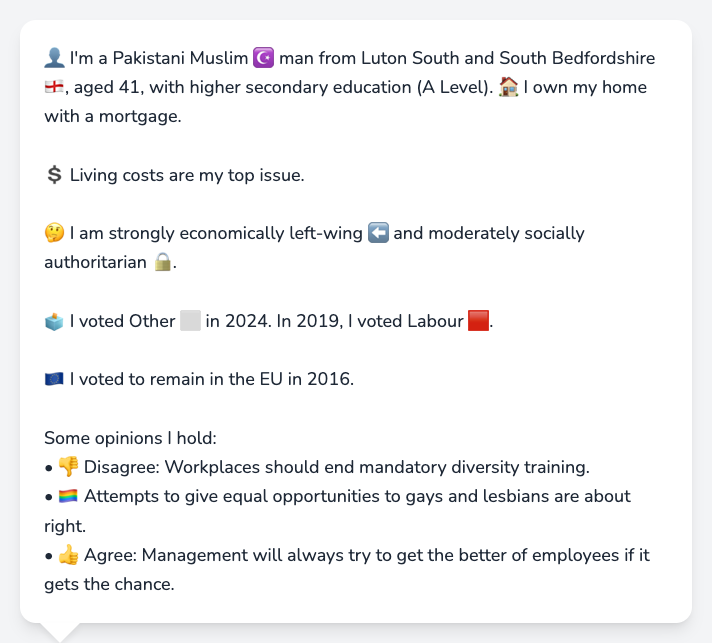 👤 I'm a Pakistani Muslim ☪️ man from Luton South and South Bedfordshire
🏴󠁧󠁢󠁥󠁮󠁧󠁿, aged 41, with higher secondary education (A Level). 🏠 I own my home
with a mortgage.
💲 Living costs are my top issue.
🤔 I am strongly economically left-wing ⬅️ and moderately socially
authoritarian 🔒.
🗳️ I voted Other ⬜ in 2024. In 2019, I voted Labour 🟥.
🇪🇺 I voted to remain in the EU in 2016.
Some opinions I hold:
• 👎 Disagree: Workplaces should end mandatory diversity training.
• 🏳️‍🌈 Attempts to give equal opportunities to gays and lesbians are about
right.
• 👍 Agree: Management will always try to get the better of employees if it
gets the chance.